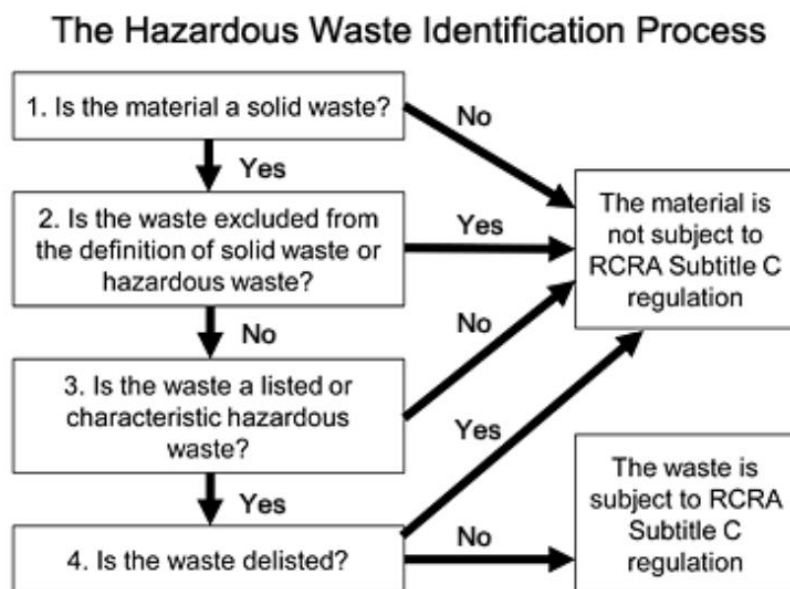 The Hazardous Waste Identification Process
1. Is the material a solid waste?
No
Yes
2. Is the waste excluded from
the definition of solid waste or
hazardous waste?
Yes
The material is
not subject to
RCRA Subtitle C
regulation
No
No
3. Is the waste a listed or
characteristic hazardous
waste?
Yes
Yes
4. Is the waste delisted?
No
The waste is
subject to RCRA
Subtitle C
regulation